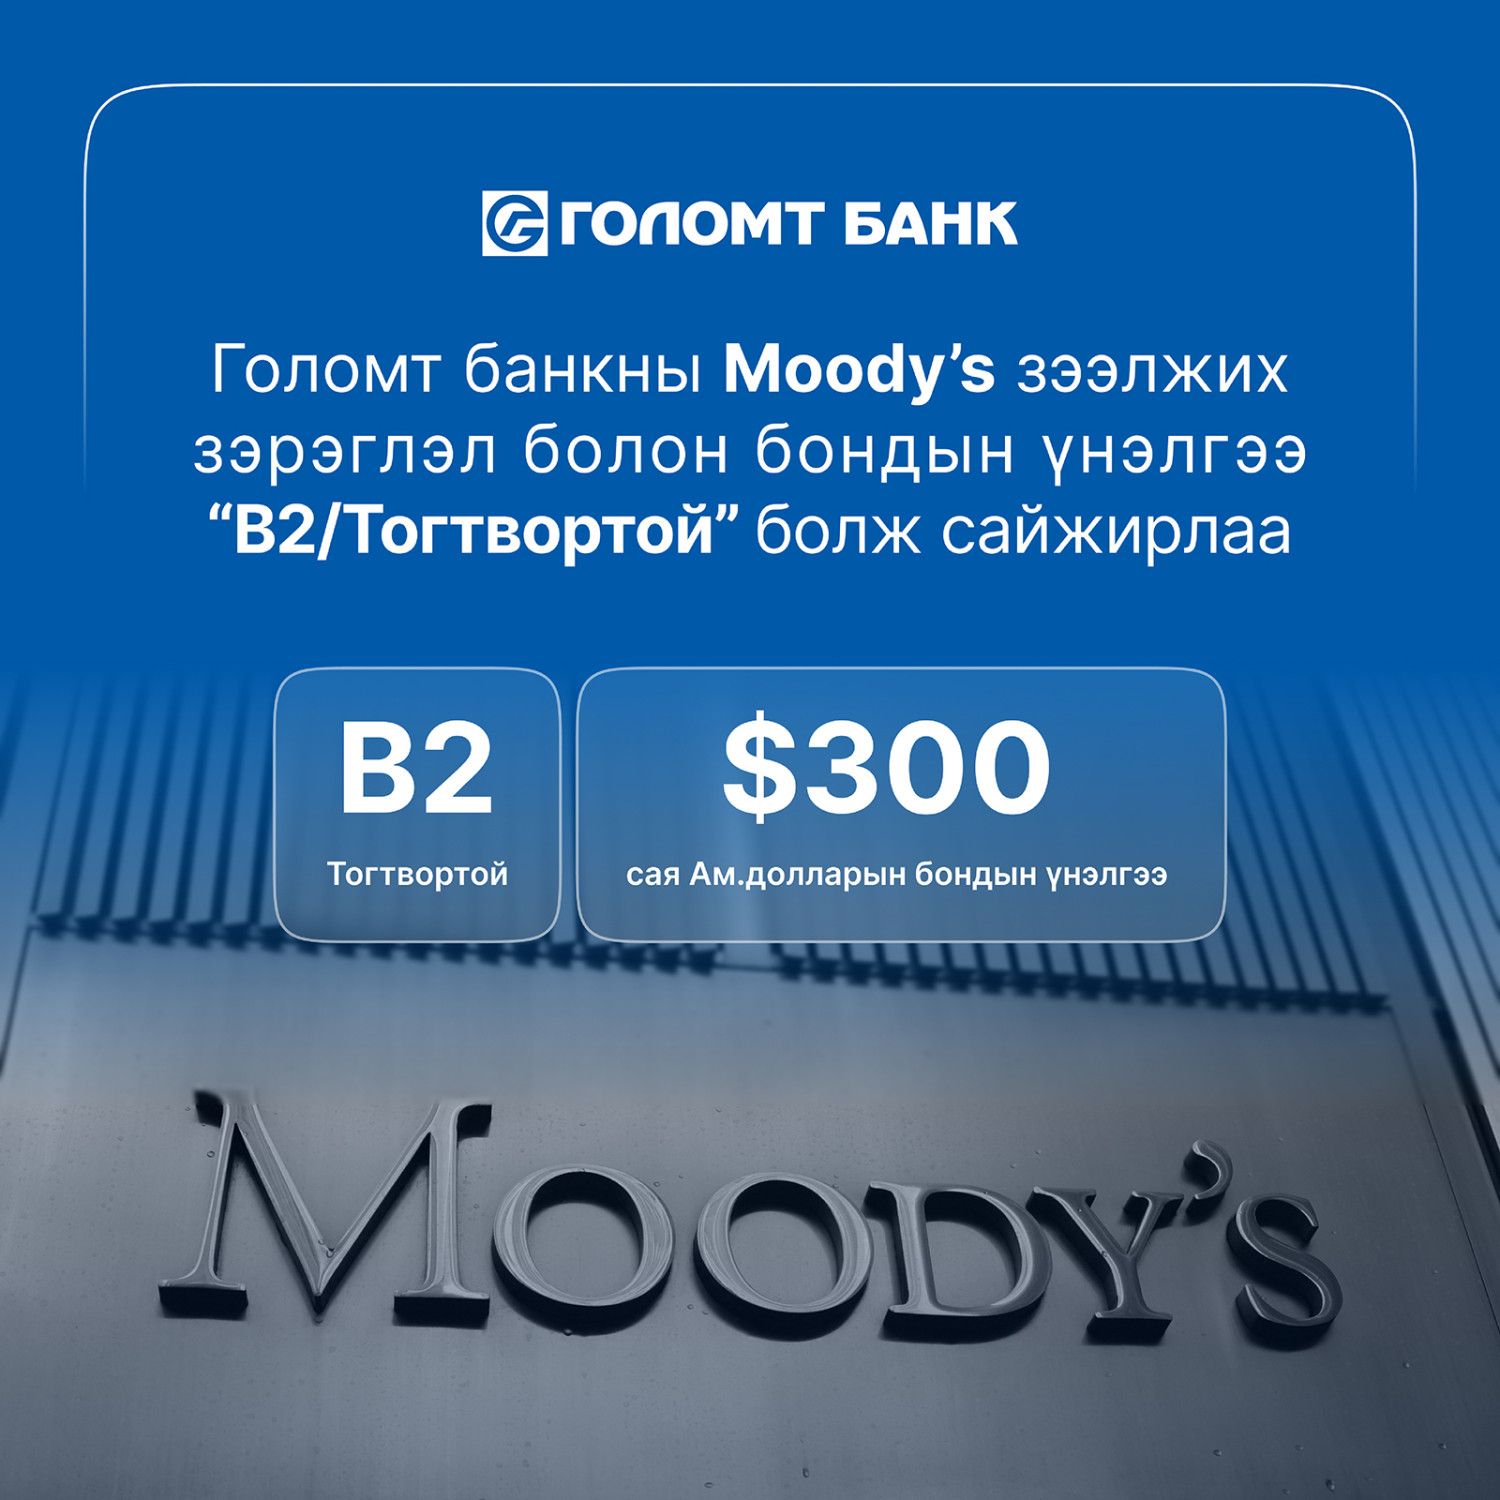 ГОЛОМТ БАНК
Голомт банкны Moody’s зээлжих
зэрэглэл болон бондын үнэлгээ
“B2/Тогтвортой” болж сайжирлаа
B2
Тогтвортой
$300
сая Ам.долларын бондын үнэлгээ
MOODY’S